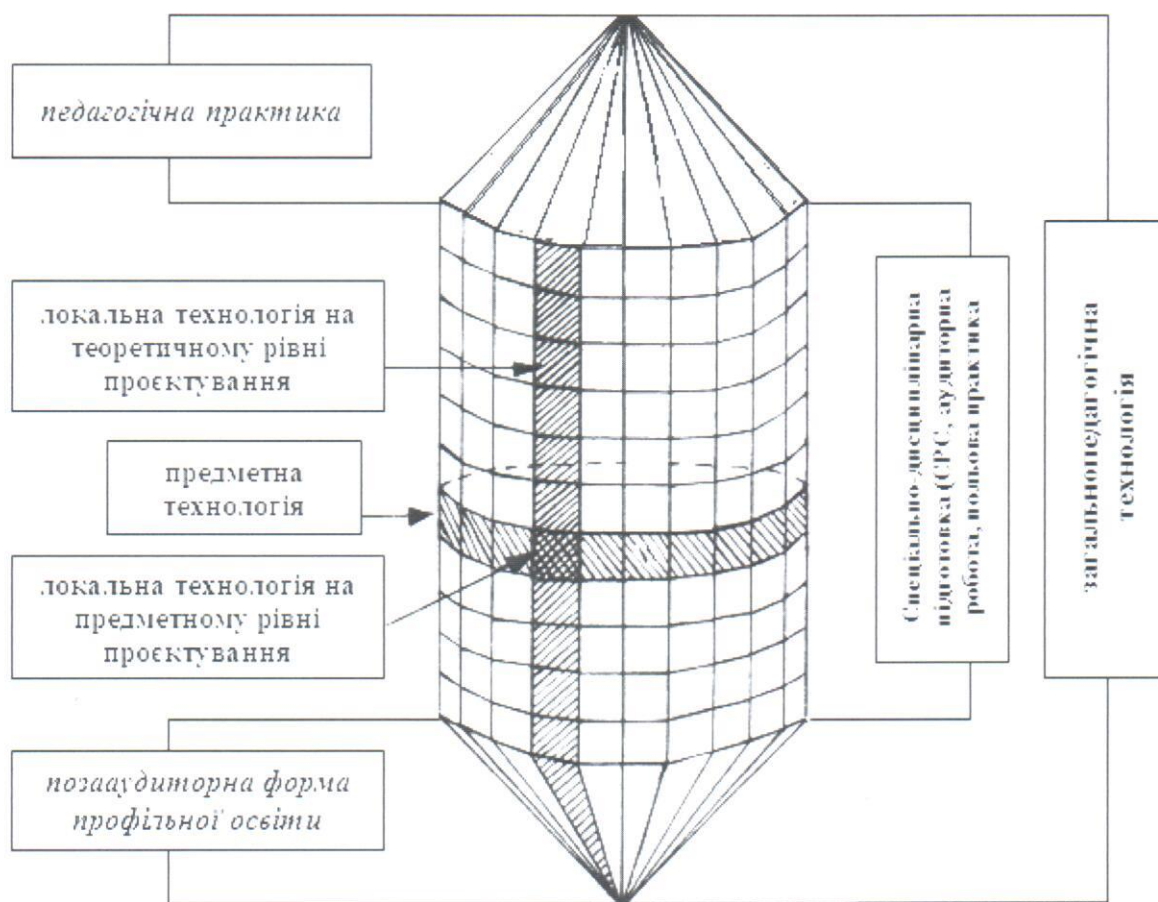 педагогічна практика
локальна технологія на
теоретичному рівні
проєктування
предметна
технологія
локальна технологія на
предметному рівні
проєктування
позааудиторна форма
профільної освіти
Спеціально-дисциплінарна
підготовка (СРС, аудиторна
робота, польова практика
загальнопедагогічна
технологія